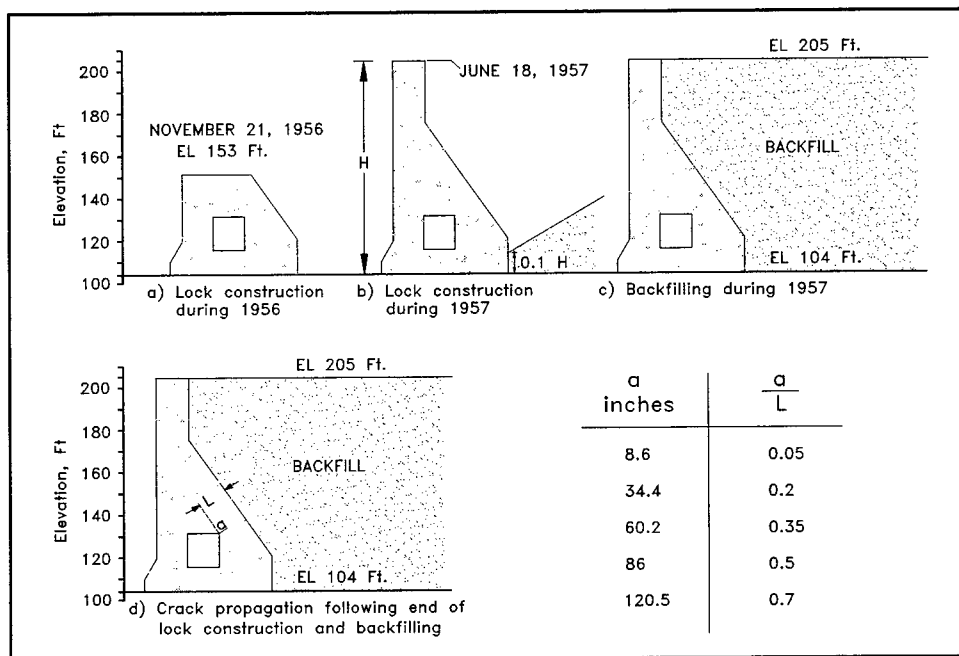 EL 205 Ft.
200
180
160
140
120
100
Elevation, Ft
NOVEMBER 21, 1956
EL 153 Ft.
a) Lock construction
during 1956
JUNE 18, 1957
H
0.1 H
b) Lock construction
during 1957
BACKFILL
EL 104 Ft.
c) Backfilling during 1957
EL 205 Ft.
200
180
160
140
120
100
Elevation, Ft
BACKFILL
L
a
EL 104 Ft.
d) Crack propagation following end of
lock construction and backfilling
a a
inches L
8.6 0.05
34.4 0.2
60.2 0.35
86 0.5
120.5 0.7